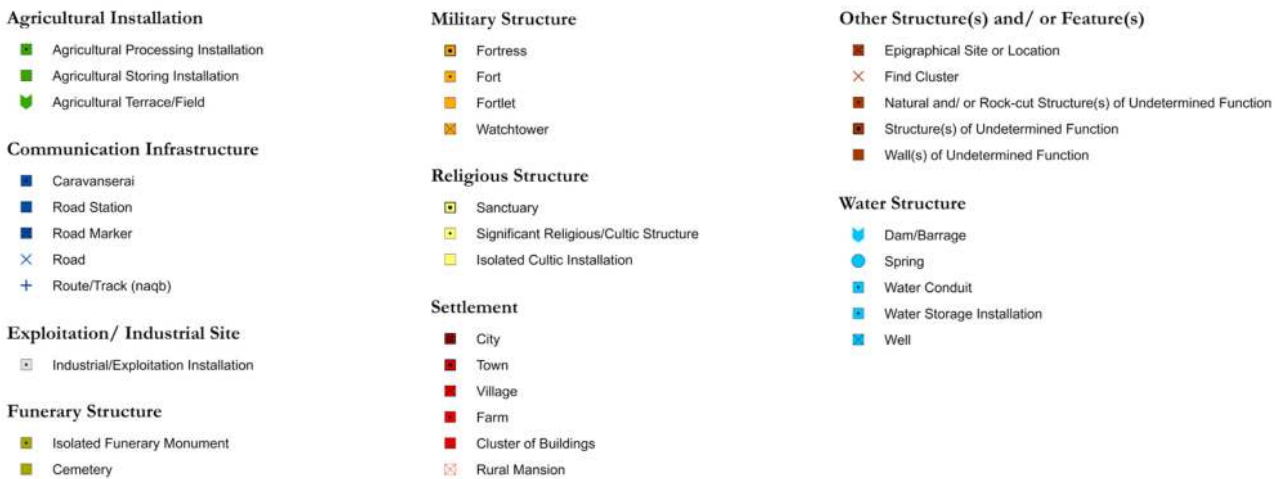 Agricultural Installation
Agricultural Processing Installation
Agricultural Storing Installation
Agricultural Terrace/Field
Communication Infrastructure
Caravanserai
Road Station
Road Marker
Road
Route/Track (naqb)
Exploitation/ Industrial Site
Industrial/Exploitation Installation
Funerary Structure
Isolated Funerary Monument
Cemetery
Military Structure
Fortress
Fort
Fortlet
Watchtower
Religious Structure
Sanctuary
Significant Religious/Cultic Structure
Isolated Cultic Installation
Settlement
City
Town
Village
Farm
Cluster of Buildings
Rural Mansion
Other Structure(s) and/ or Feature(s)
Epigraphical Site or Location
Find Cluster
Natural and/ or Rock-cut Structure(s) of Undetermined Function
Structure(s) of Undetermined Function
Wall(s) of Undetermined Function
Water Structure
Dam/Barrage
Spring
Water Conduit
Water Storage Installation
Well